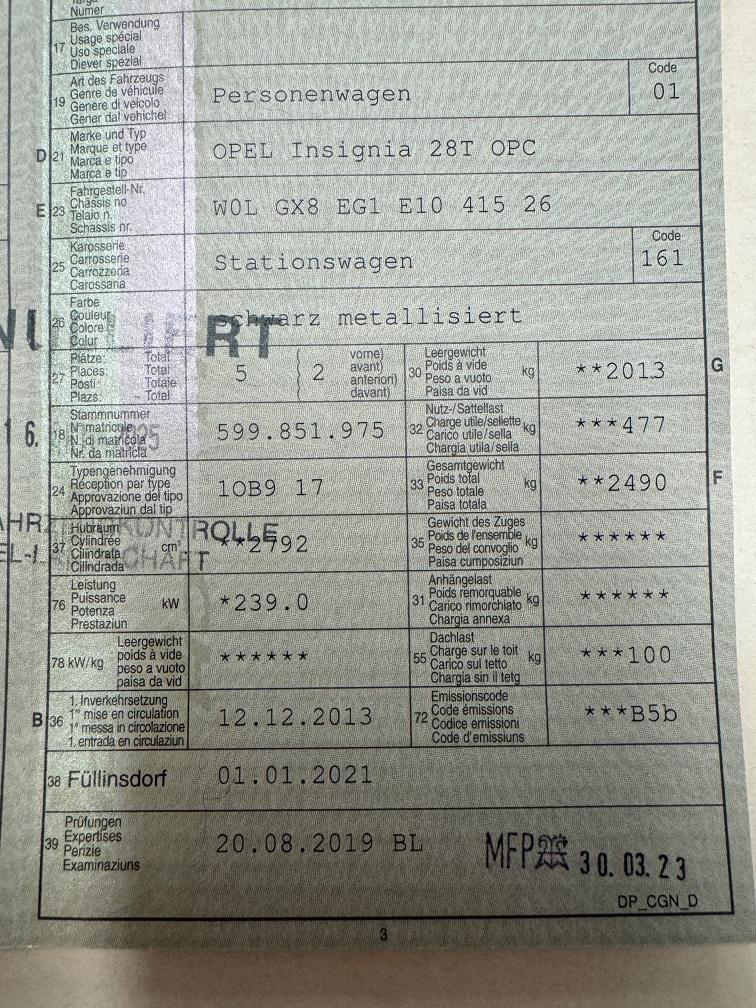 Numer
17 Bes. Verwendung
Usage spécial
Uso speciale
Diever spezial
19 Art des Fahrzeugs
Genre de véhicule
Genere di veicolo
Gener dal vehichel
Personenwagen
Code
01
D 21 Marke und Typ
Marque et type
Marca e tipo
Marca e tip
OPEL Insignia 28T OPC
E 23 Fahrgestell-Nr.
Châssis no
Telaio n.
Schassis nr.
W0L GX8 EG1 E10 415 26
25 Karosserie
Carrosserie
Carrozzeria
Carossaria
Stationswagen
Code
161
26 Farbe
Couleur
Colore
Colur
schwarz metallisiert
27 Plätze: Total
Places: Total
Posti: Totale
Plazs: - Total
5
2
vorne)
avant)
anteriori)
davant)
30 Leergewicht
Poids à vide
Peso a vuoto
Paisa da vid
kg
**2013
G
16.
18 Stammnummer
N° matricule
N. di matricola
Nr. da matricla
599.851.975
32 Nutz-/Sattellast
Charge utile/sellette
Carico utile/sella
Chargia utila/sella
kg
***477
24 Typengenehmigung
Réception par type
Approvazione del tipo
Approvaziun dal tip
1OB9 17
33 Gesamtgewicht
Poids total
Peso totale
Paisa totala
kg
**2490
F
37 Hubraum
Cylindrée
Cilindrata
Cilindrada
cm³
**2792
35 Gewicht des Zuges
Poids de l'ensemble
Peso del convoglio
Paisa cumposiziun
kg
******
76 Leistung
Puissance
Potenza
Prestaziun
kW
*239.0
31 Anhängelast
Poids remorquable
Carico rimorchiato
Chargia annexa
kg
******
78 kW/kg
Leergewicht
poids à vide
peso a vuoto
paisa da vid
******
55 Dachlast
Charge sur le toit
Carico sul tetto
Chargia sin il tetg
kg
***100
B 36 1. Inverkehrsetzung
1re mise en circulation
1a messa in circolazione
1. entrada en circulaziun
12.12.2013
72 Emissionscode
Code émissions
Codice emissioni
Code d'emissiuns
***B5b
38 Füllinsdorf
01.01.2021
39 Prüfungen
Expertises
Perizie
Examinaziuns
20.08.2019 BL
MFP 30.03.23
DP_CGN_D
3